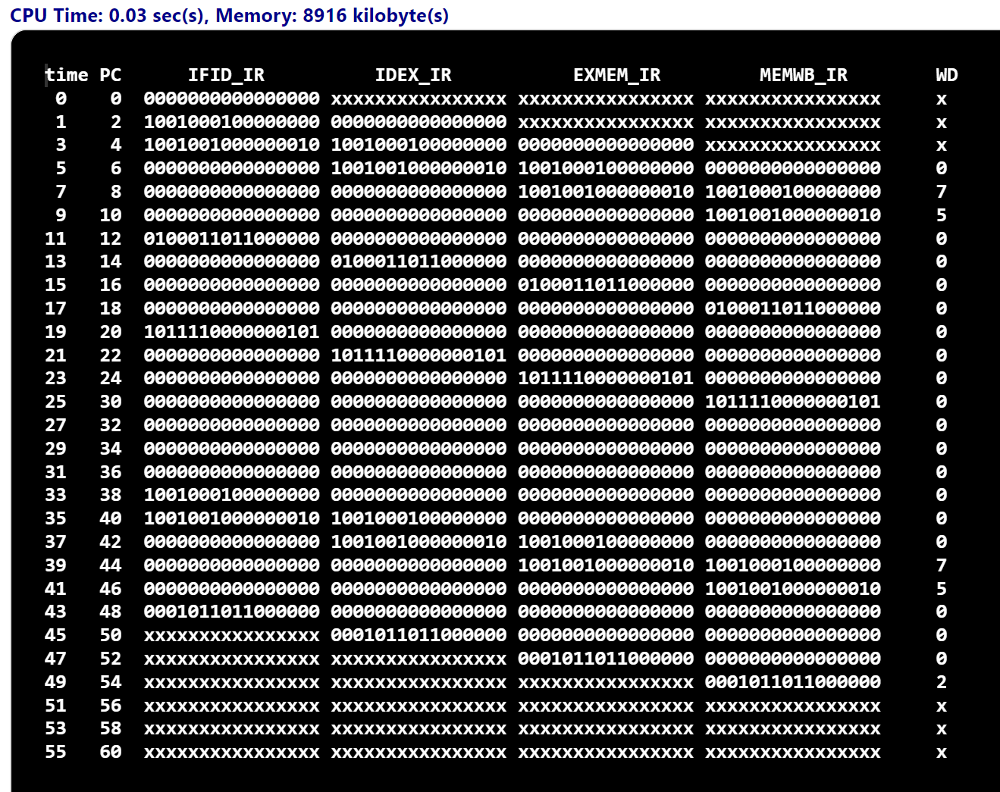 CPU Time: 0.03 sec(s), Memory: 8916 kilobyte(s)
time PC IFID_IR IDEX_IR EXMEM_IR MEMWB_IR WD
0 0 0000000000000000 xxxxxxxxxxxxxxxx xxxxxxxxxxxxxxxx xxxxxxxxxxxxxxxx x
1 2 1001000100000000 0000000000000000 xxxxxxxxxxxxxxxx xxxxxxxxxxxxxxxx x
3 4 1001001000000010 1001000100000000 0000000000000000 xxxxxxxxxxxxxxxx x
5 6 0000000000000000 1001001000000010 1001000100000000 0000000000000000 0
7 8 0000000000000000 0000000000000000 1001001000000010 1001000100000000 7
9 10 0000000000000000 0000000000000000 0000000000000000 1001001000000010 5
11 12 0100011011000000 0000000000000000 0000000000000000 0000000000000000 0
13 14 0000000000000000 0100011011000000 0000000000000000 0000000000000000 0
15 16 0000000000000000 0000000000000000 0100011011000000 0000000000000000 0
17 18 0000000000000000 0000000000000000 0000000000000000 0100011011000000 0
19 20 1011110000000101 0000000000000000 0000000000000000 0000000000000000 0
21 22 0000000000000000 1011110000000101 0000000000000000 0000000000000000 0
23 24 0000000000000000 0000000000000000 1011110000000101 0000000000000000 0
25 30 0000000000000000 0000000000000000 0000000000000000 1011110000000101 0
27 32 0000000000000000 0000000000000000 0000000000000000 0000000000000000 0
29 34 0000000000000000 0000000000000000 0000000000000000 0000000000000000 0
31 36 0000000000000000 0000000000000000 0000000000000000 0000000000000000 0
33 38 1001000100000000 0000000000000000 0000000000000000 0000000000000000 0
35 40 1001001000000010 1001000100000000 0000000000000000 0000000000000000 0
37 42 0000000000000000 1001001000000010 1001000100000000 0000000000000000 0
39 44 0000000000000000 0000000000000000 1001001000000010 1001000100000000 7
41 46 0000000000000000 0000000000000000 0000000000000000 1001001000000010 5
43 48 0001011011000000 0000000000000000 0000000000000000 0000000000000000 0
45 50 xxxxxxxxxxxxxxxx 0001011011000000 0000000000000000 0000000000000000 0
47 52 xxxxxxxxxxxxxxxx xxxxxxxxxxxxxxxx 0001011011000000 0000000000000000 0
49 54 xxxxxxxxxxxxxxxx xxxxxxxxxxxxxxxx xxxxxxxxxxxxxxxx 0001011011000000 2
51 56 xxxxxxxxxxxxxxxx xxxxxxxxxxxxxxxx xxxxxxxxxxxxxxxx xxxxxxxxxxxxxxxx x
53 58 xxxxxxxxxxxxxxxx xxxxxxxxxxxxxxxx xxxxxxxxxxxxxxxx xxxxxxxxxxxxxxxx x
55 60 xxxxxxxxxxxxxxxx xxxxxxxxxxxxxxxx xxxxxxxxxxxxxxxx xxxxxxxxxxxxxxxx x